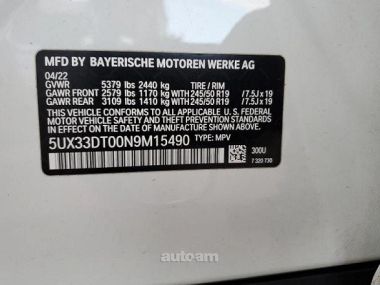 MFD BY BAYERISCHE MOTOREN WERKE AG
04/22
GVWR 5379 lbs 2440 kg TIRE / RIM
GAWR FRONT 2579 lbs 1170 kg WITH 245/50 R19 /7.5J x 19
GAWR REAR 3109 lbs 1410 kg WITH 245/50 R19 /7.5J x 19
THIS VEHICLE CONFORMS TO ALL APPLICABLE U. S. FEDERAL
MOTOR VEHICLE SAFETY, BUMPER, AND THEFT PREVENTION
STANDARDS IN EFFECT ON THE DATE OF MANUFACTURE
SHOWN ABOVE.
5UX33DT00N9M15490 TYPE: MPV
300U
7 320 730
autoam